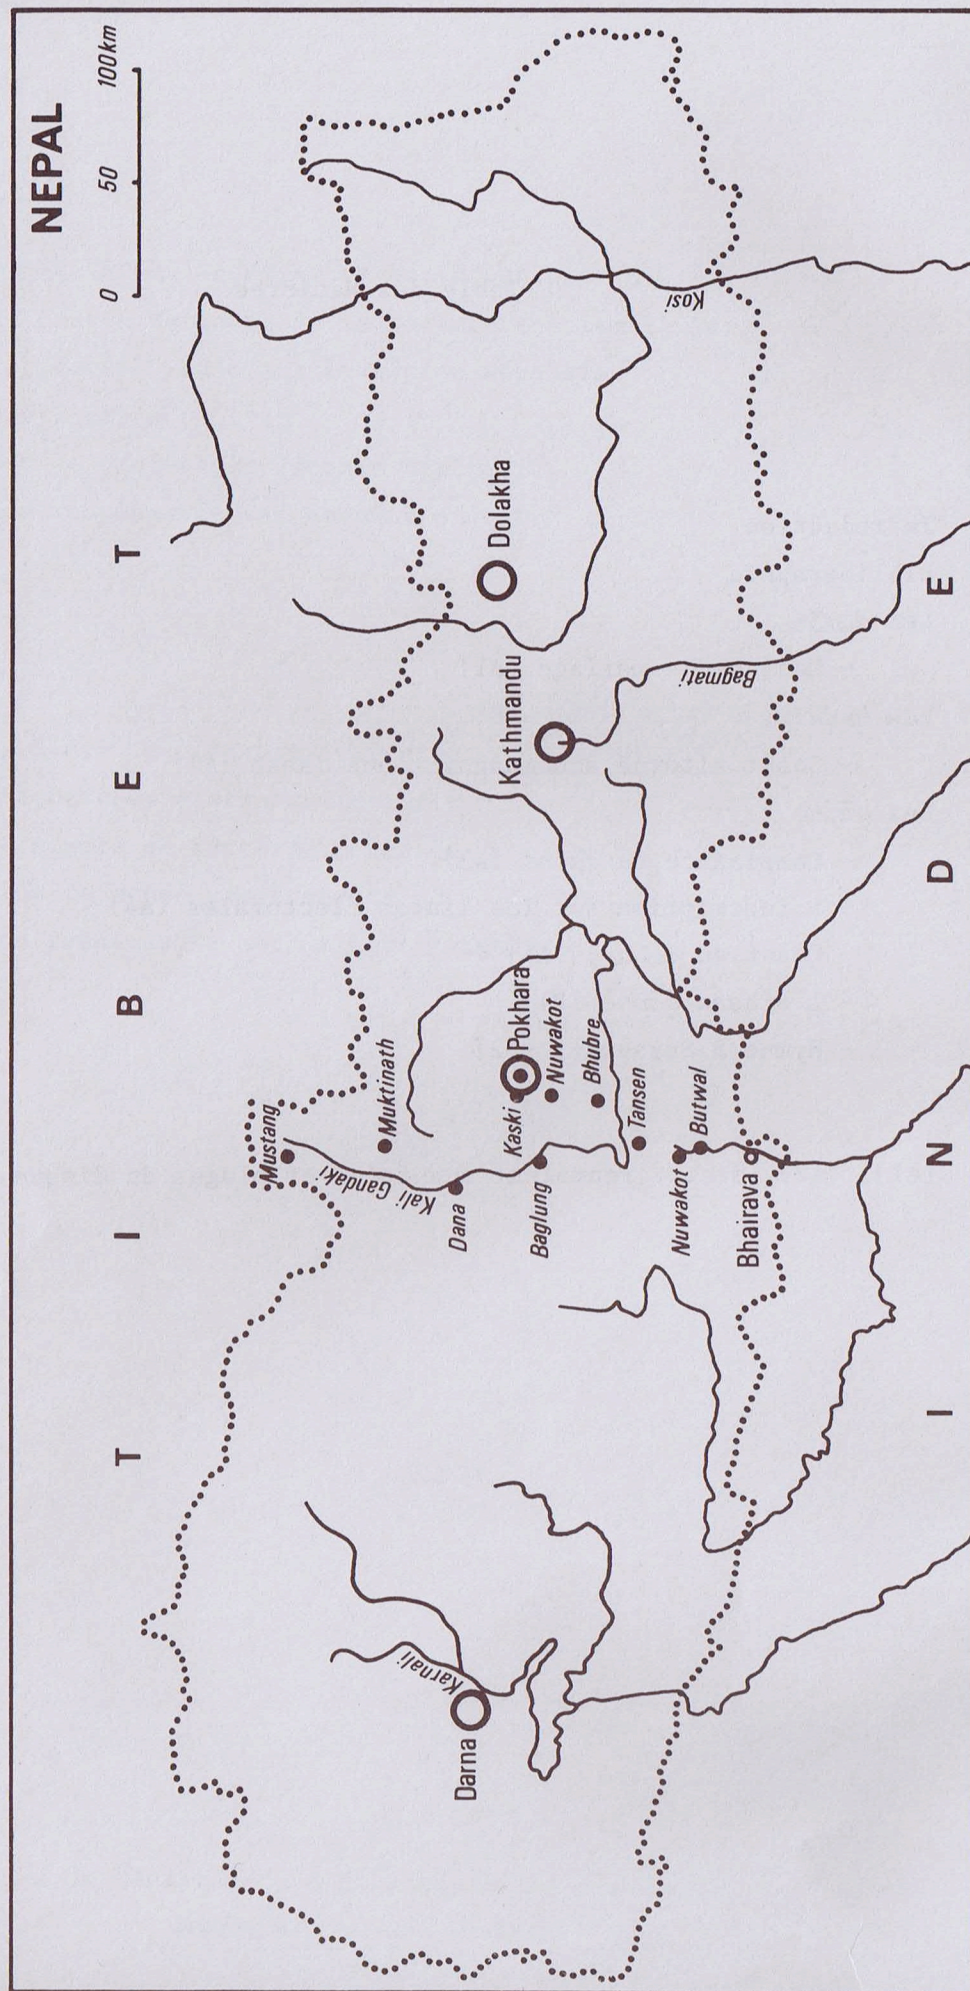 NEPAL
0 50 100km
T I B E T
Mustang
Muktinath
Kali Gandaki
Dana
Karnali
Darna
Kaski
Pokhara
Nuwakot
Baglung
Bhubre
Tansen
Nuwakot
Butwal
Bhairava
Kathmandu
Dolakha
Bagmati
Kosi
I N D E